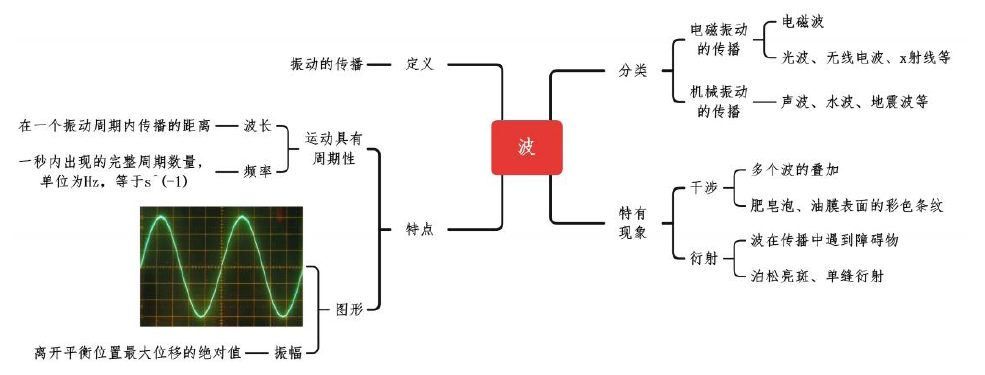 波
定义
振动的传播
特点
运动具有
周期性
波长
在一个振动周期内传播的距离
频率
一秒内出现的完整周期数量，
单位为Hz，等于s^(-1)
图形
振幅
离开平衡位置最大位移的绝对值
分类
电磁振动
的传播
电磁波
光波、无线电波、x射线等
机械振动
的传播
声波、水波、地震波等
特有
现象
干涉
多个波的叠加
肥皂泡、油膜表面的彩色条纹
衍射
波在传播中遇到障碍物
泊松亮斑、单缝衍射